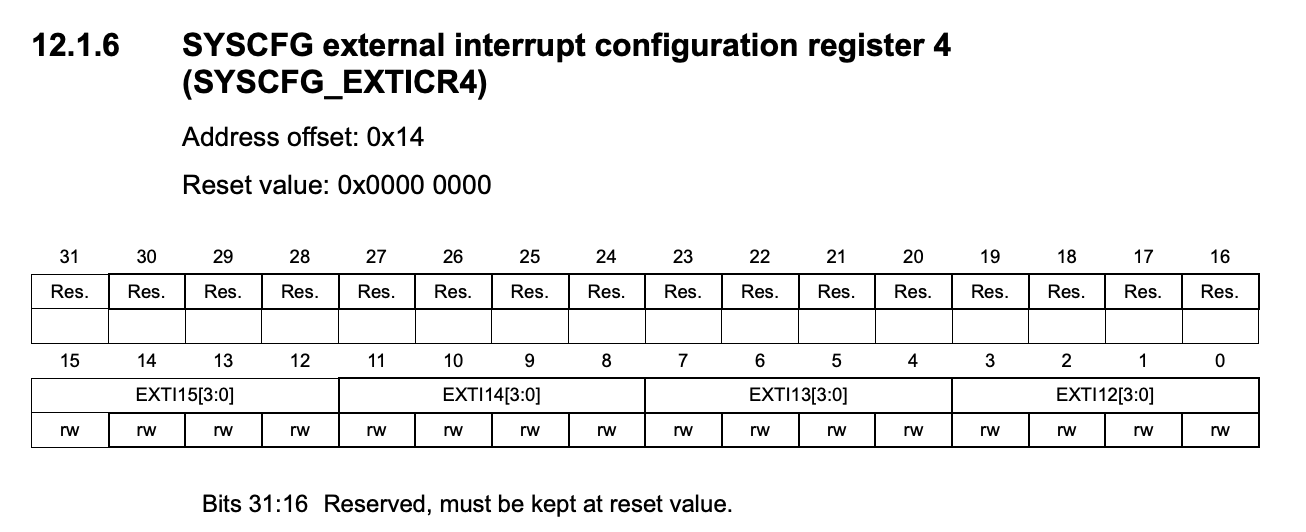 12.1.6 SYSCFG external interrupt configuration register 4
(SYSCFG_EXTICR4)
Address offset: 0x14
Reset value: 0x0000 0000
31 30 29 28 27 26 25 24 23 22 21 20 19 18 17 16
Res. Res. Res. Res. Res. Res. Res. Res. Res. Res. Res. Res. Res. Res. Res. Res.
15 14 13 12 11 10 9 8 7 6 5 4 3 2 1 0
EXTI15[3:0] EXTI14[3:0] EXTI13[3:0] EXTI12[3:0]
rw rw rw rw rw rw rw rw rw rw rw rw rw rw rw rw
Bits 31:16 Reserved, must be kept at reset value.